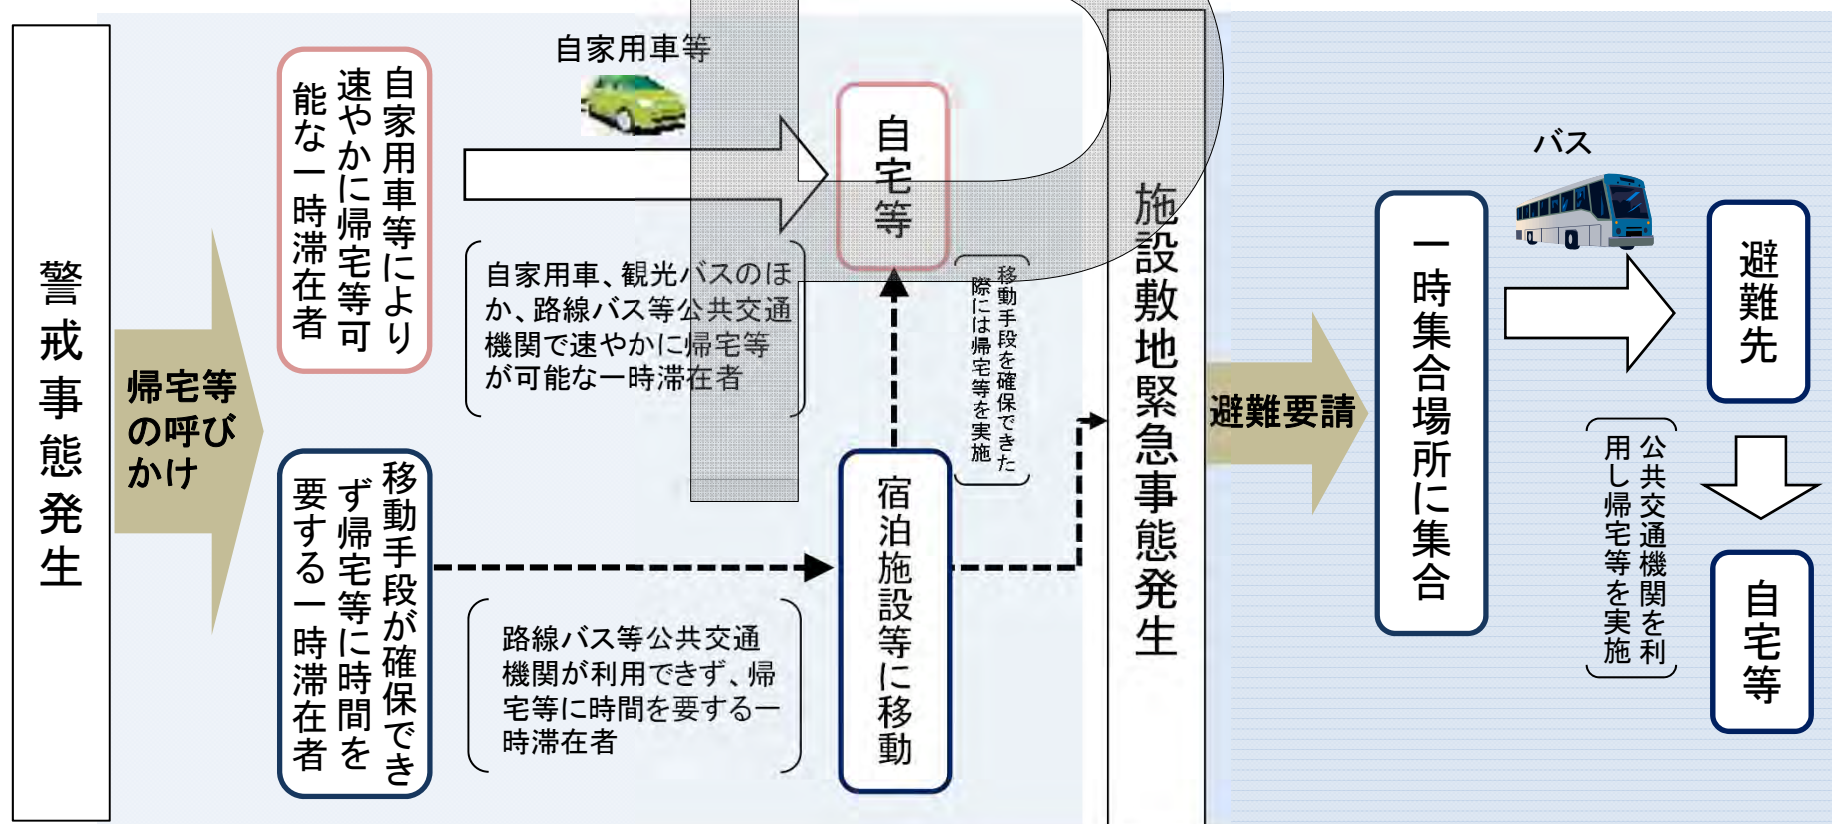 警戒事態発生
帰宅等
の呼び
かけ
自家用車等により
速やかに帰宅等可
能な一時滞在者
移動手段が確保でき
ず帰宅等に時間を
要する一時滞在者
自家用車等
自家用車、観光バスのほ
か、路線バス等公共交通
機関で速やかに帰宅等
が可能な一時滞在者
路線バス等公共交通
機関が利用できず、帰
宅等に時間を要する一
時滞在者
自宅等
移動手段を確保できた
際には帰宅等を実施
宿泊施設等に移動
施設敷地緊急事態発生
避難要請
一時集合場所に集合
バス
避難先
公共交通機関を利
用し帰宅等を実施
自宅等